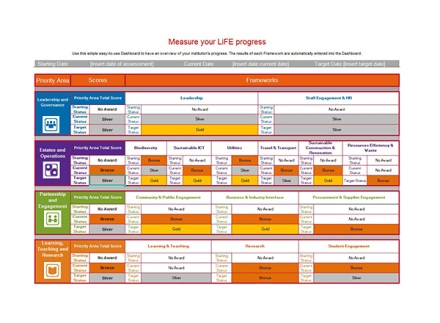 Measure your LiFE progress
Use this simple easy to use Dashboard to have an overview of your institution's progress. The results of each Framework are automatically entered into the Dashboard
Starting Date [Insert date of assessment] Current Date [Insert date current date] Target Date [Insert target date]
Priority Area Scores Frameworks
Leadership and Governance
Priority Area Total Score Leadership Staff Engagement & HR
Starting Status No Award Starting Status No Award Starting Status No Award
Current Status Silver Current Status Silver Current Status Silver
Target Status Silver Target Status Gold Target Status Silver
Estates and Operations
Priority Area Total Score Biodiversity Sustainable ICT Utilities Travel & Transport Sustainable Construction & Renovation Resources Efficiency & Waste
Starting Status No Award Starting Status Bronze Starting Status No Award Starting Status Bronze Starting Status No Award Starting Status No Award Starting Status No Award
Current Status Bronze Current Status Silver Current Status Bronze Current Status Silver Current Status Bronze Current Status Bronze Current Status Bronze
Target Status Silver Target Status Gold Target Status Gold Target Status Gold Target Status Silver Target Status Gold Target Status Bronze
Partnership and Engagement
Priority Area Total Score Community & Public Engagement Business & Industry Interface Procurement & Supplier Engagement
Starting Status No Award Starting Status No Award Starting Status No Award Starting Status No Award
Current Status Bronze Current Status Bronze Current Status Bronze Current Status Bronze
Target Status Silver Target Status Gold Target Status Gold Target Status Bronze
Learning, Teaching and Research
Priority Area Total Score Learning & Teaching Research Student Engagement
Starting Status No Award Starting Status No Award Starting Status No Award Starting Status No Award
Current Status Bronze Current Status No Award Current Status Bronze Current Status Bronze
Target Status Silver Target Status Silver Target Status Bronze Target Status Silver